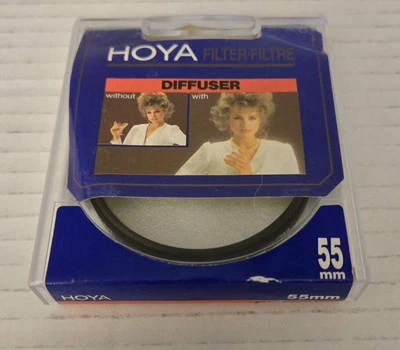 HOYA FILTER·FILTRE
DIFFUSER
without with
55
mm
HOYA 55mm